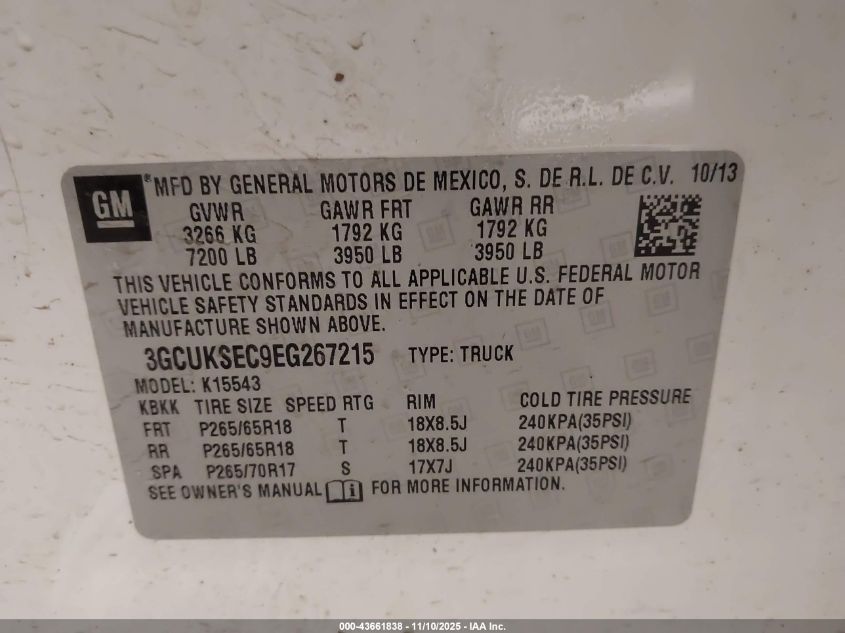 GM ® MFD BY GENERAL MOTORS DE MEXICO, S. DE R.L. DE C.V. 10/13
GVWR GAWR FRT GAWR RR
3266 KG 1792 KG 1792 KG
7200 LB 3950 LB 3950 LB
THIS VEHICLE CONFORMS TO ALL APPLICABLE U.S. FEDERAL MOTOR
VEHICLE SAFETY STANDARDS IN EFFECT ON THE DATE OF
MANUFACTURE SHOWN ABOVE.
3GCUKSEC9EG267215 TYPE: TRUCK
MODEL: K15543
KBKK TIRE SIZE SPEED RTG RIM COLD TIRE PRESSURE
FRT P265/65R18 T 18X8.5J 240KPA(35PSI)
RR P265/65R18 T 18X8.5J 240KPA(35PSI)
SPA P265/70R17 S 17X7J 240KPA(35PSI)
SEE OWNER'S MANUAL i FOR MORE INFORMATION.
000-43661838 - 11/10/2025 - IAA Inc.